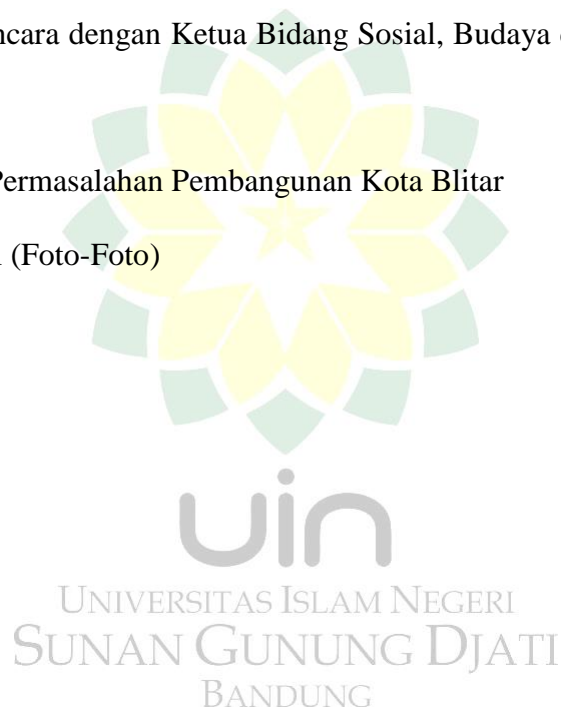 ncara dengan Ketua Bidang Sosial, Budaya
Permasalahan Pembangunan Kota Blitar
(Foto-Foto)
uin
UNIVERSITAS ISLAM NEGERI
SUNAN GUNUNG DJATI
BANDUNG